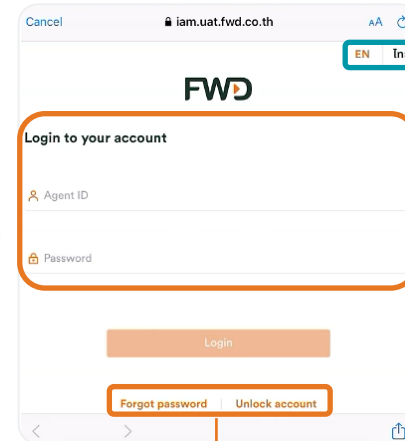 Cancel iam.uat.fwd.co.th AA
EN
FWD
Login to your account
Agent ID
Password
Login
Forgot password Unlock account